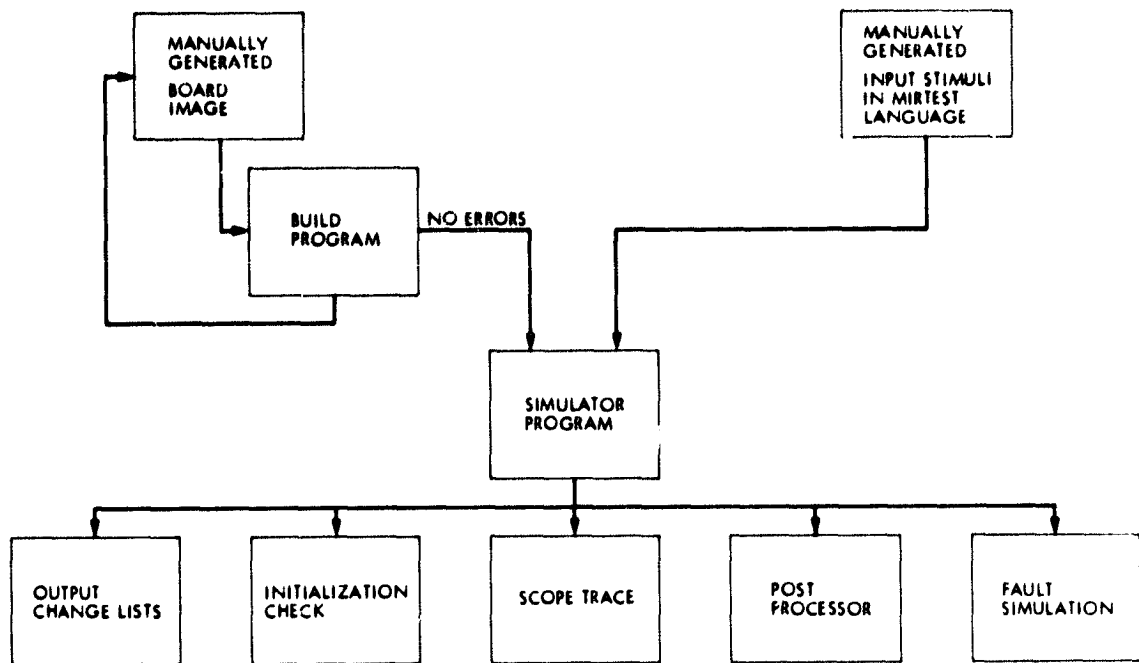 MANUALLY
GENERATED
BOARD
IMAGE
MANUALLY
GENERATED
INPUT STIMULI
IN MIRTEST
LANGUAGE
BUILD
PROGRAM
NO ERRORS
SIMULATOR
PROGRAM
OUTPUT
CHANGE LISTS
INITIALIZATION
CHECK
SCOPE TRACE
POST
FROCESSOR
FAULT
SIMULATION